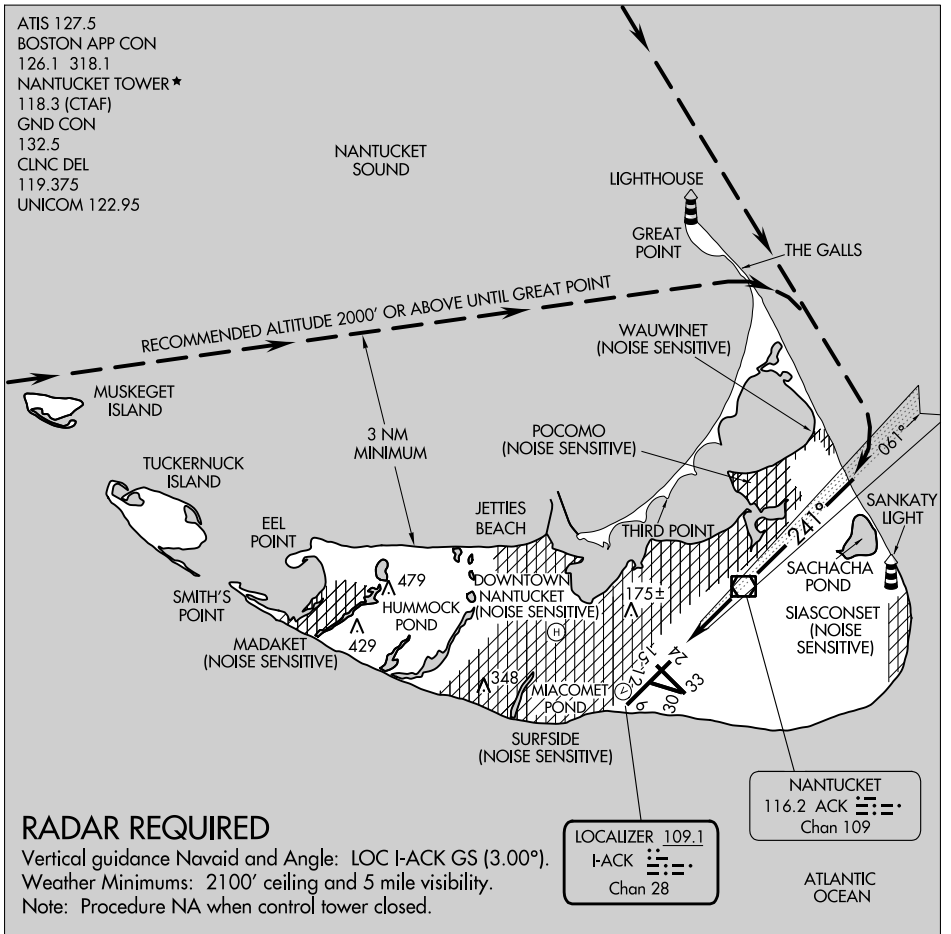 ATIS 127.5
BOSTON APP CON
126.1 318.1
NANTUCKET TOWER★
118.3 (CTAF)
GND CON
132.5
CLNC DEL
119.375
UNICOM 122.95
NANTUCKET
SOUND
LIGHTHOUSE
GREAT
POINT
THE GALLS
RECOMMENDED ALTITUDE 2000' OR ABOVE UNTIL GREAT POINT
WAUWINET
(NOISE SENSITIVE)
MUSKEGET
ISLAND
3 NM
MINIMUM
POCOMO
(NOISE SENSITIVE)
061°
TUCKERNUCK
ISLAND
JETTIES
BEACH
SANKATY
LIGHT
EEL
POINT
THIRD POINT
241°
SACHACHA
POND
479
DOWNTOWN
NANTUCKET
(NOISE SENSITIVE)
175±
SMITH'S
POINT
HUMMOCK
POND
SIASCONSET
(NOISE
SENSITIVE)
MADAKET
(NOISE SENSITIVE)
429
H
348
MIACOMET
POND
V
6
12
15
24
30
33
SURFSIDE
(NOISE SENSITIVE)
NANTUCKET
116.2 ACK
Chan 109
LOCALIZER 109.1
I-ACK
Chan 28
ATLANTIC
OCEAN
RADAR REQUIRED
Vertical guidance Navaid and Angle: LOC I-ACK GS (3.00°).
Weather Minimums: 2100' ceiling and 5 mile visibility.
Note: Procedure NA when control tower closed.